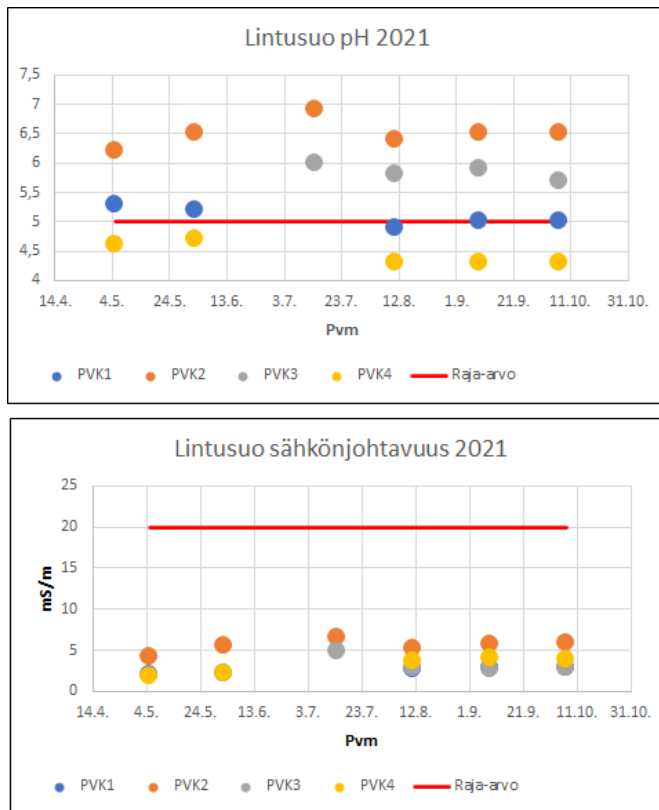 Lintusuo pH 2021
7,5
7
6,5
6
5,5
5
4,5
4
14.4. 4.5. 24.5. 13.6. 3.7. 23.7. 12.8. 1.9. 21.9. 11.10. 31.10.
Pvm
PVK1 PVK2 PVK3 PVK4 Raja-arvo
Lintusuo sähkönjohtavuus 2021
25
20
15
10
5
0
mS/m
14.4. 4.5. 24.5. 13.6. 3.7. 23.7. 12.8. 1.9. 21.9. 11.10. 31.10.
Pvm
PVK1 PVK2 PVK3 PVK4 Raja-arvo